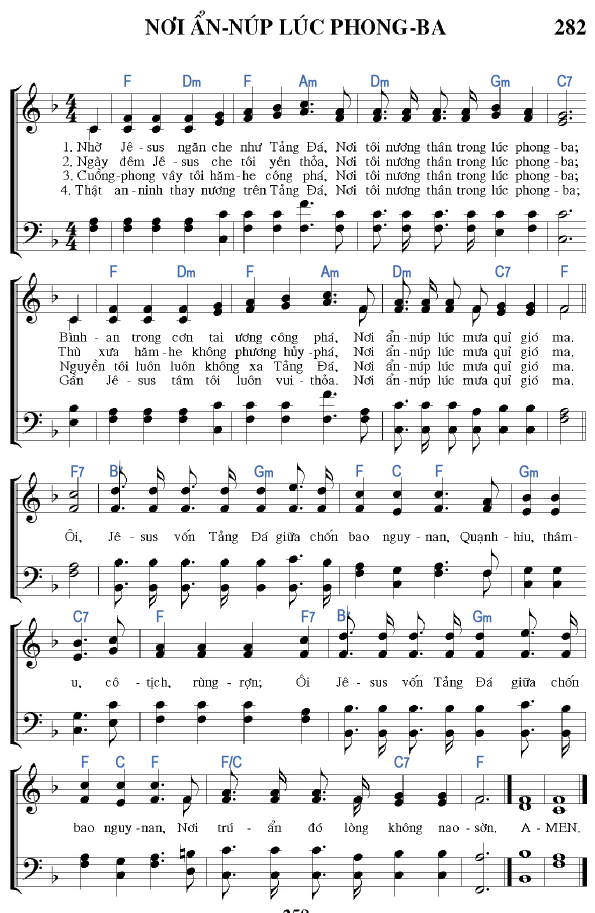 NƠI ẨN-NÚP LÚC PHONG-BA 282
F Dm F Am Dm Gm C7
1. Nhờ Jê-sus ngăn che như Tảng Đá, Nơi tôi nương thân trong lúc phong-ba;
2. Ngày đêm Jê-sus che tôi yên thỏa, Nơi tôi nương thân trong lúc phong-ba;
3. Cuồng-phong vây tôi hăm-he công phá, Nơi tôi nương thân trong lúc phong-ba;
4. Thật an-ninh thay nương trên Tảng Đá, Nơi tôi nương thân trong lúc phong-ba;
F Dm F Am Dm C7 F
Bình-an trong cơn tai ương công phá, Nơi ẩn-núp lúc mưa quỉ gió ma.
Thù xưa hăm-he không phương hủy-phá, Nơi ẩn-núp lúc mưa quỉ gió ma.
Nguyền tôi luôn luôn không xa Tảng Đá, Nơi ẩn-núp lúc mưa quỉ gió ma.
Gần Jê-sus tâm tôi luôn vui-thỏa. Nơi ẩn-núp lúc mưa quỉ gió ma.
F7 Bb Gm F C F Gm
Ôi, Jê-sus vốn Tảng Đá giữa chốn bao nguy-nan, Quạnh-hiu, thâm-
C7 F F7 Bb Gm
u, cô-tịch, rùng-rợn; Ôi Jê-sus vốn Tảng Đá giữa chốn
F C F F/C C7 F
bao nguy-nan, Nơi trú-ẩn đó lòng không nao-sờn. A-MEN.